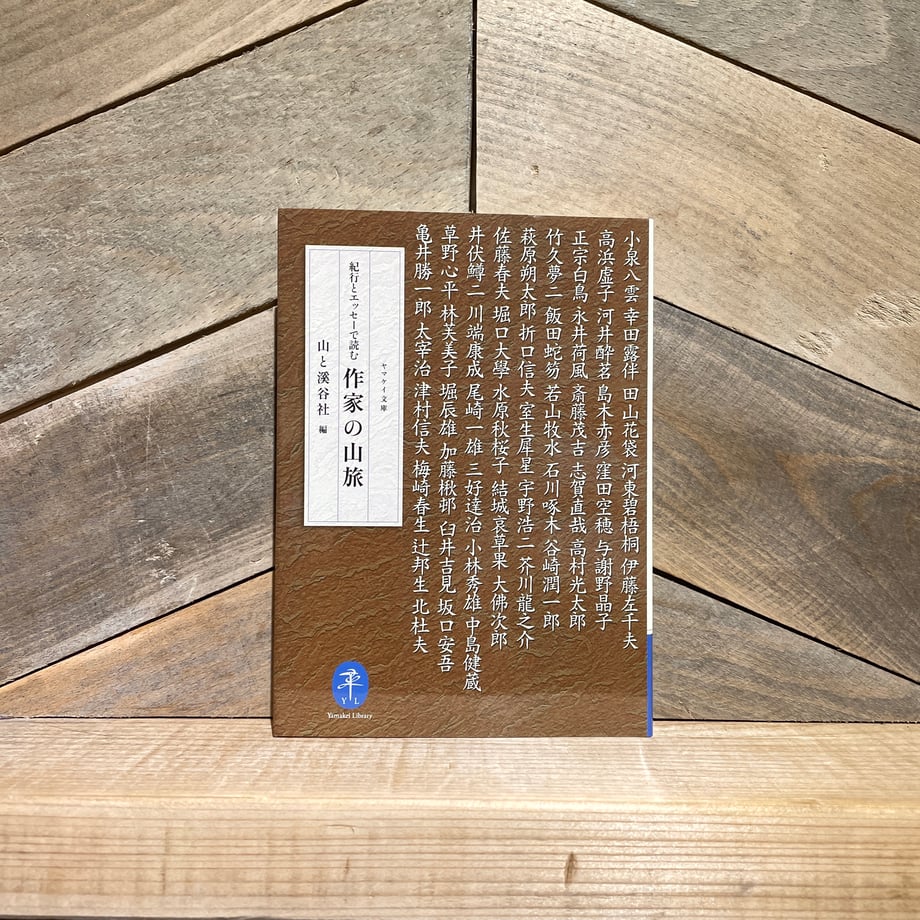 小泉八雲 幸田露伴 田山花袋 河東碧梧桐 伊藤左千夫
高浜虚子 河井酔茗 島木赤彦 窪田空穂 与謝野晶子
正宗白鳥 永井荷風 斎藤茂吉 志賀直哉 高村光太郎
竹久夢二 飯田蛇笏 若山牧水 石川啄木 谷崎潤一郎
萩原朔太郎 折口信夫 室生犀星 宇野浩二 芥川龍之介
佐藤春夫 堀口大學 水原秋桜子 結城哀草果 大佛次郎
井伏鱒二 川端康成 尾崎一雄 三好達治 小林秀雄 中島健蔵
草野心平 林芙美子 堀辰雄 加藤楸邨 臼井吉見 坂口安吾
亀井勝一郎 太宰治 津村信夫 梅崎春生 辻邦生 北杜夫
ヤマケイ文庫
紀行とエッセーで読む
作家の山旅
山と溪谷社 編
Y L
Yamakei Library